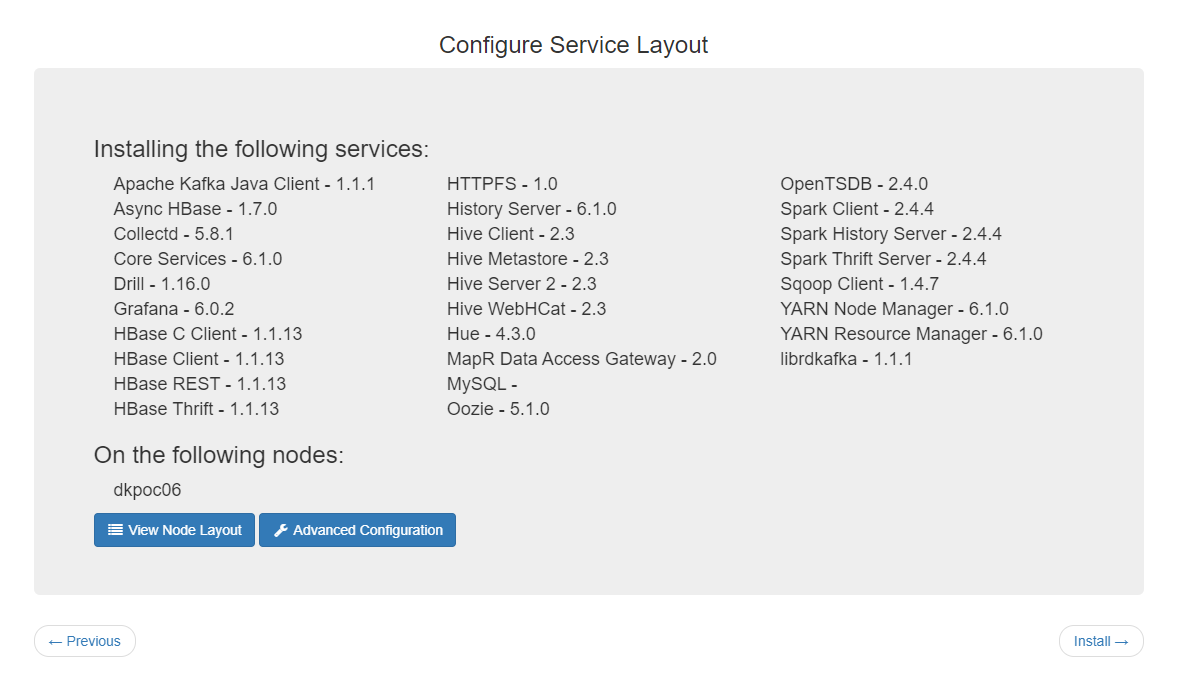 Configure Service Layout
Installing the following services:
Apache Kafka Java Client - 1.1.1
Async HBase - 1.7.0
Collectd - 5.8.1
Core Services - 6.1.0
Drill - 1.16.0
Grafana - 6.0.2
HBase C Client - 1.1.13
HBase Client - 1.1.13
HBase REST - 1.1.13
HBase Thrift - 1.1.13
HTTPFS - 1.0
History Server - 6.1.0
Hive Client - 2.3
Hive Metastore - 2.3
Hive Server 2 - 2.3
Hive WebHCat - 2.3
Hue - 4.3.0
MapR Data Access Gateway - 2.0
MySQL -
Oozie - 5.1.0
OpenTSDB - 2.4.0
Spark Client - 2.4.4
Spark History Server - 2.4.4
Spark Thrift Server - 2.4.4
Sqoop Client - 1.4.7
YARN Node Manager - 6.1.0
YARN Resource Manager - 6.1.0
librdkafka - 1.1.1
On the following nodes:
dkpoc06
View Node Layout
Advanced Configuration
← Previous
Install →